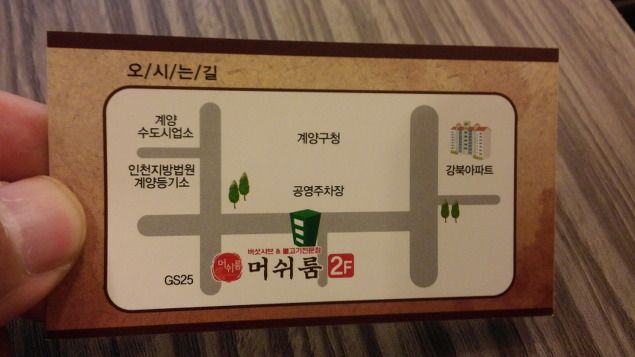 오/시/는/길
계양
수도사업소
계양구청
인천지방법원
계양등기소
강북아파트
공영주차장
버섯샤브 & 불고기전문점
머쉬룸
머쉬룸 2F
GS25